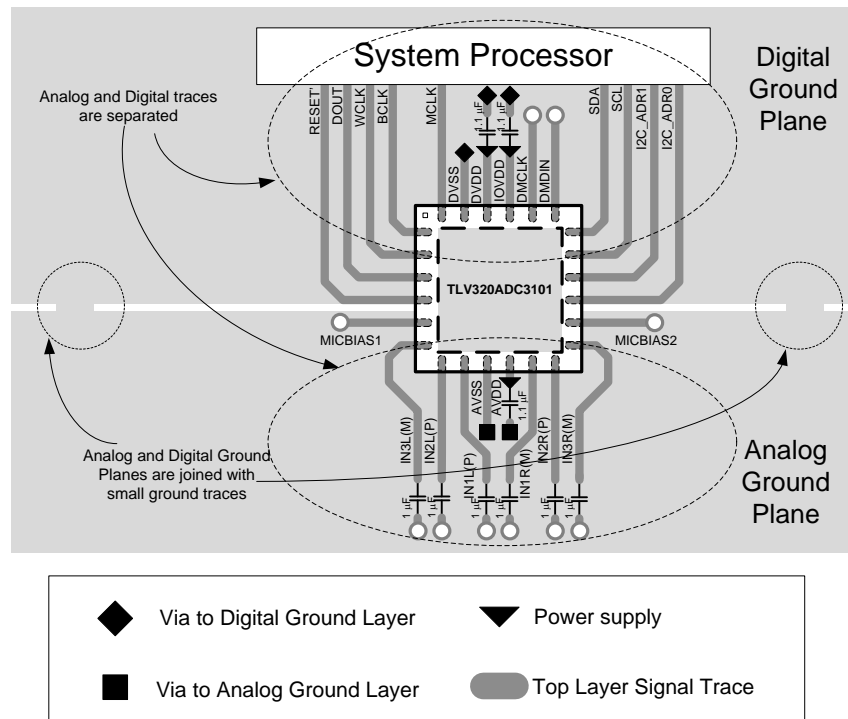 System Processor
Digital
Ground
Plane
Analog and Digital traces
are separated
RESET'
DOUT
WCLK
BCLK
MCLK
1.1 µF
1.1 µF
SDA
SCL
I2C_ADR1
I2C_ADR0
DVSS
DVDD
IOVDD
DMCLK
DMDIN
TLV320ADC3101
MICBIAS1
MICBIAS2
AVSS
AVDD
1.1 µF
IN3L(M)
IN2L(P)
IN1L(P)
IN1R(M)
IN2R(P)
IN3R(M)
Analog and Digital Ground
Planes are joined with
small ground traces
Analog
Ground
Plane
1 µF
1 µF
1 µF
1 µF
1 µF
1 µF
Via to Digital Ground Layer
Power supply
Via to Analog Ground Layer
Top Layer Signal Trace